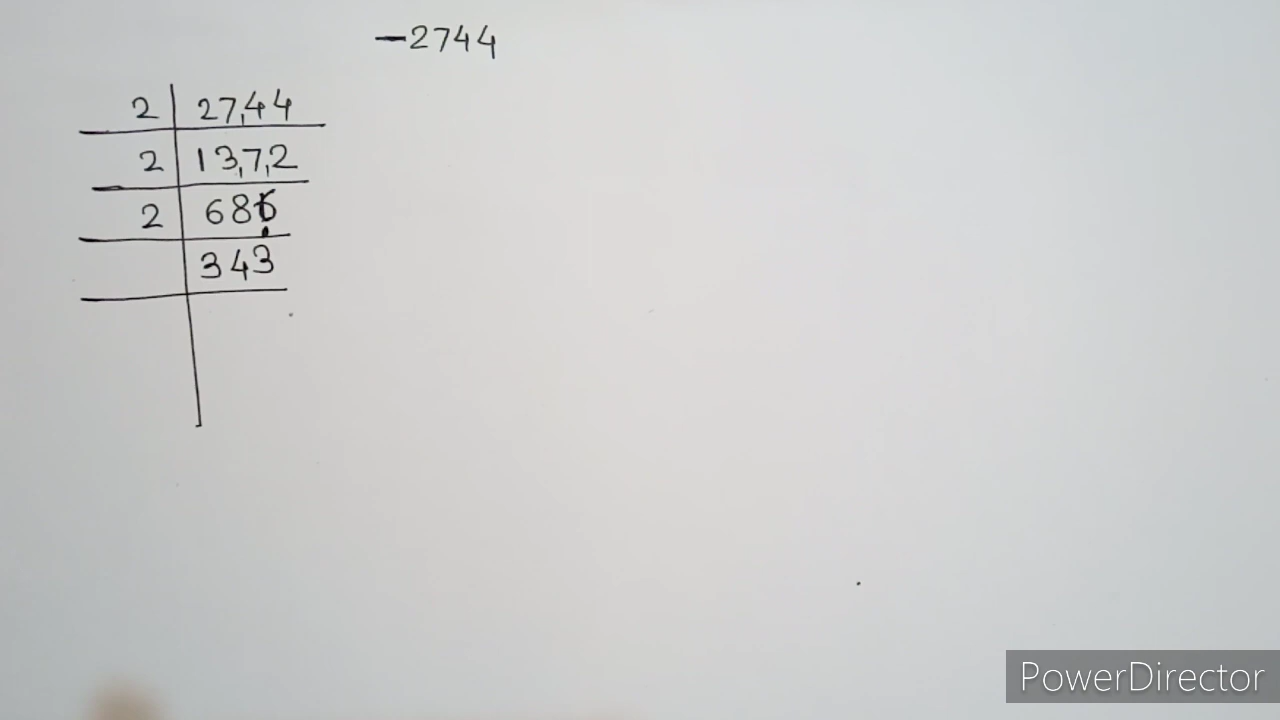 −2744
2 | 27,44
2 | 13,7,2
2 | 686
343
PowerDirector